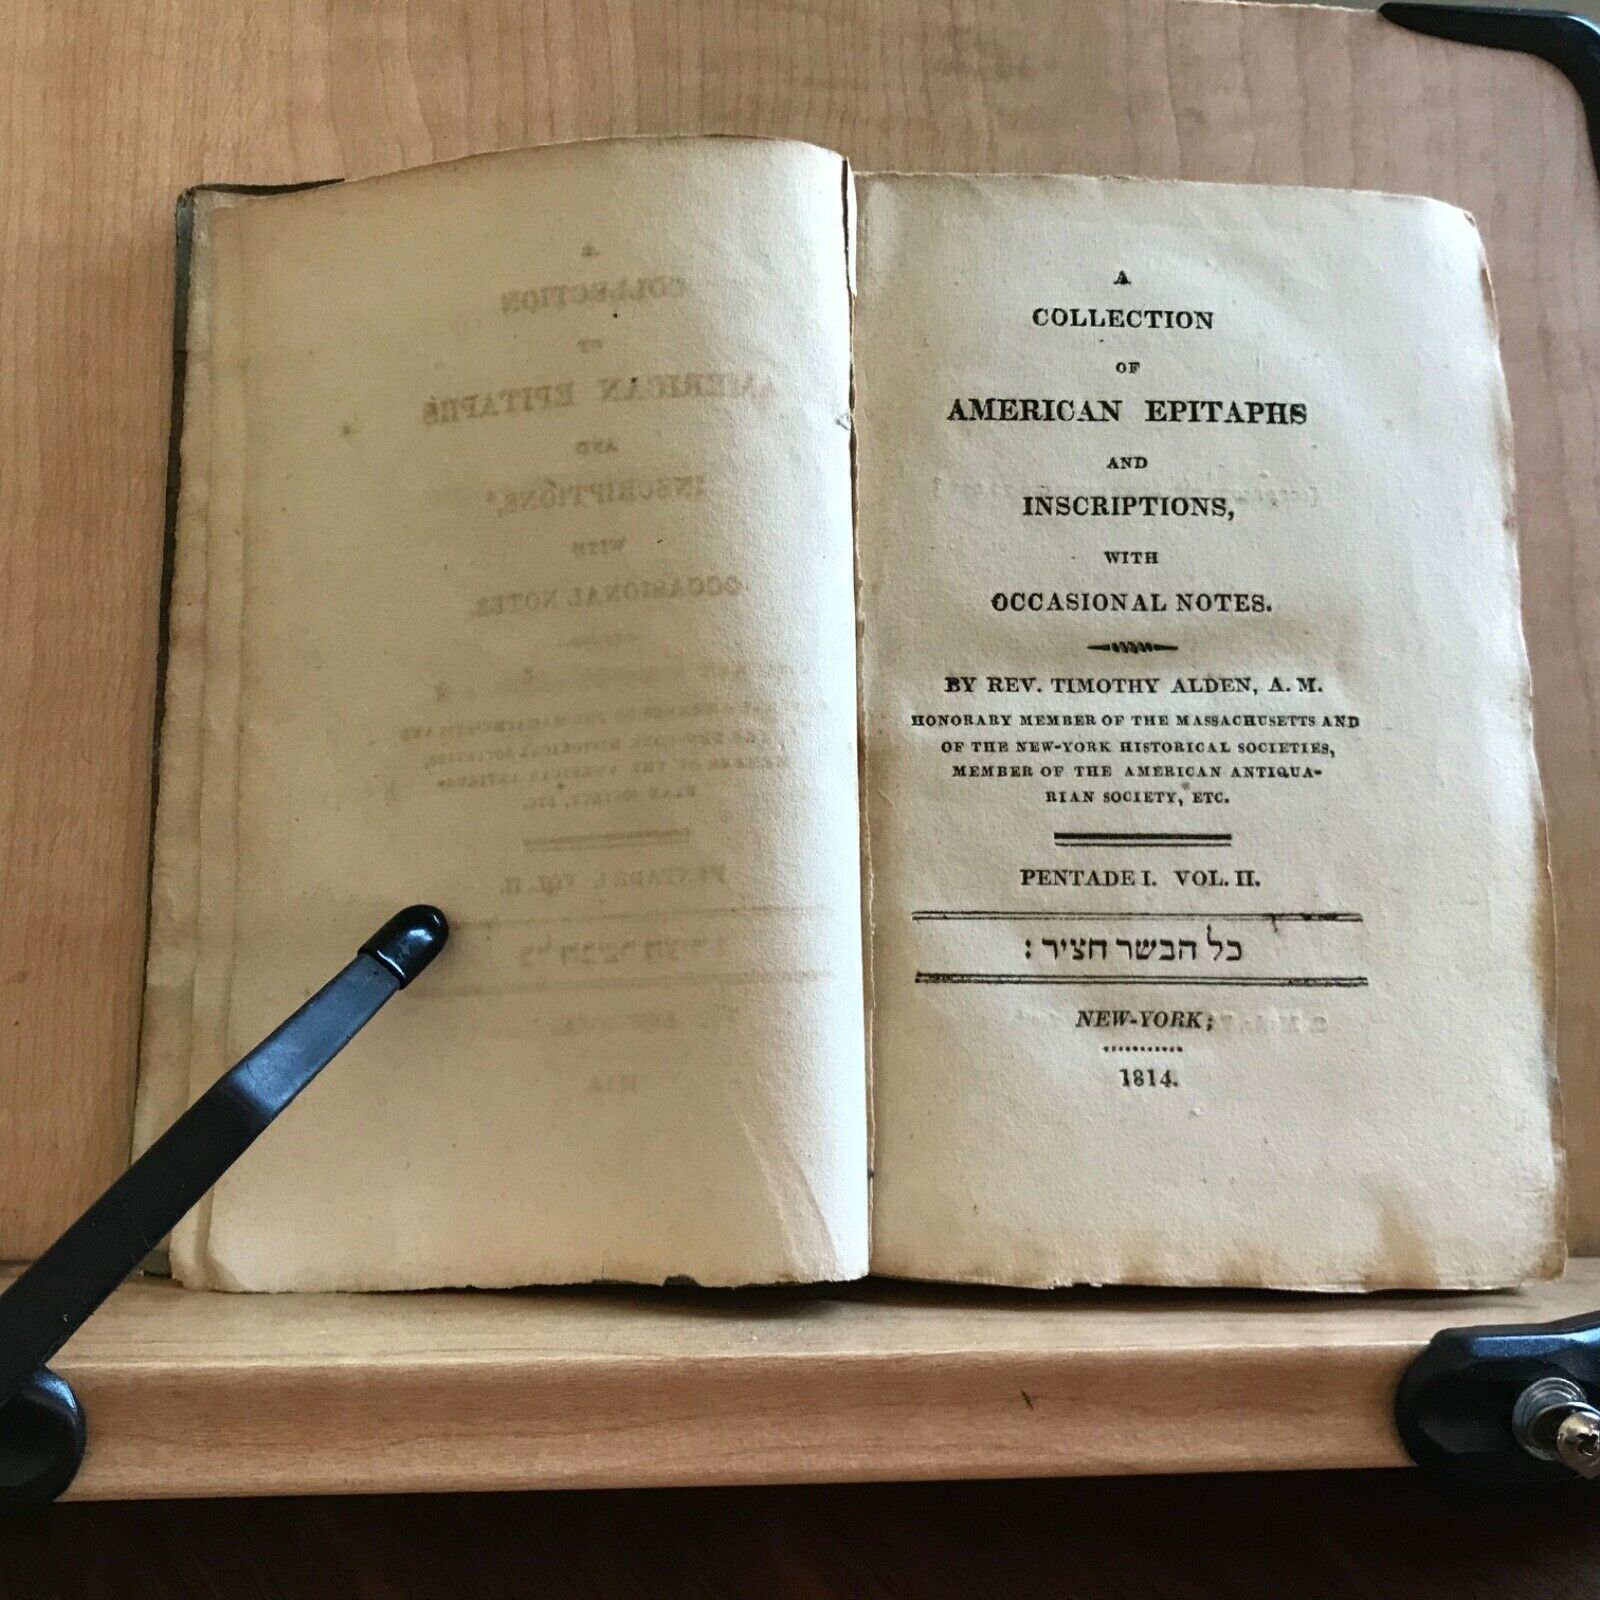 A
COLLECTION
OF
AMERICAN EPITAPHS
AND
INSCRIPTIONS,
WITH
OCCASIONAL NOTES.
BY REV. TIMOTHY ALDEN, A. M.
HONORARY MEMBER OF THE MASSACHUSETTS AND
OF THE NEW-YORK HISTORICAL SOCIETIES,
MEMBER OF THE AMERICAN ANTIQUA-
RIAN SOCIETY, ETC.
PENTADE I. VOL. II.
כל הבשר חציר :
NEW-YORK;
1814.